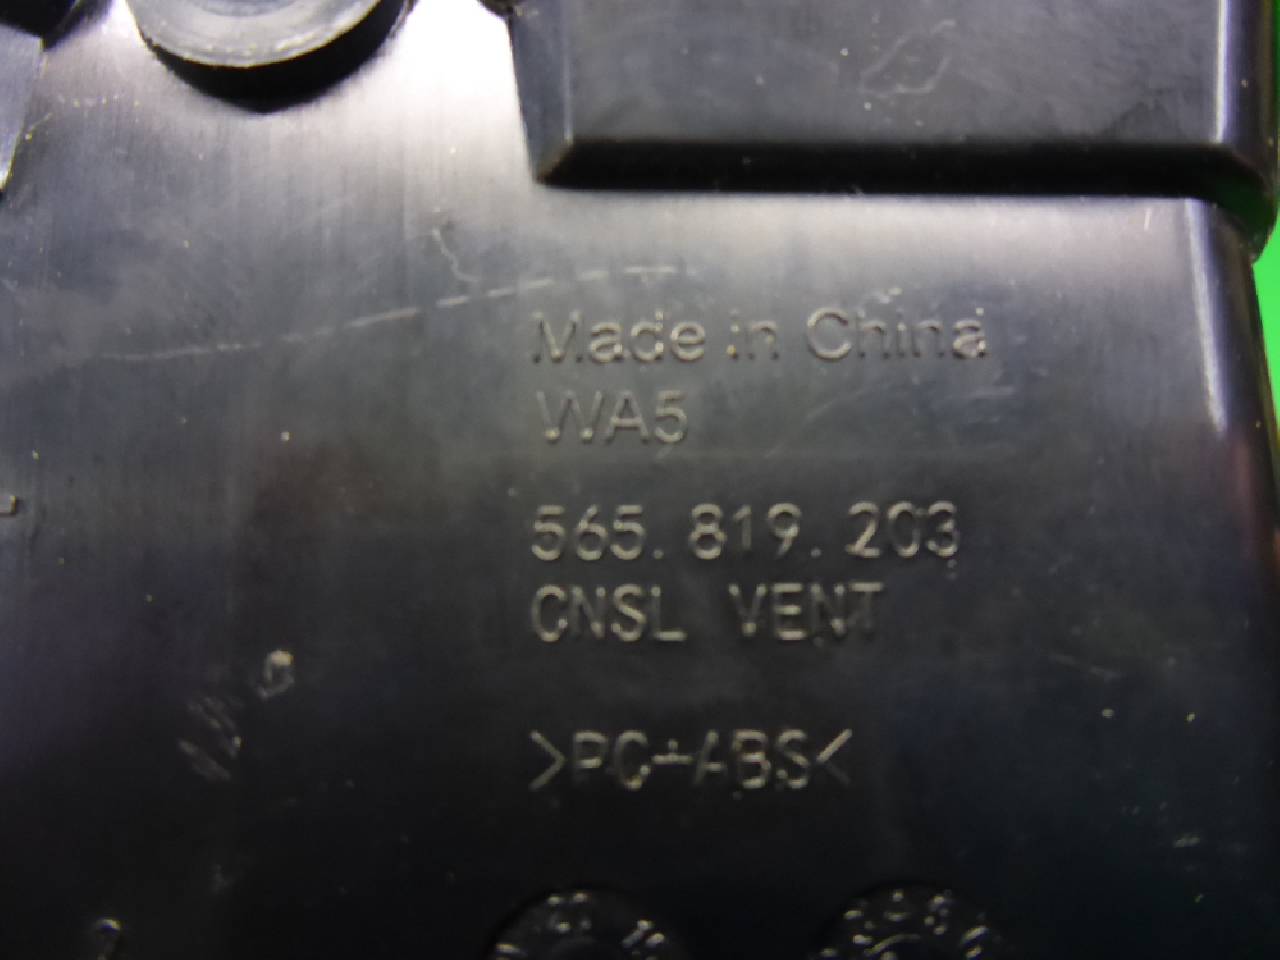 Made in China
WA5
565.819.203
CNSL VENT
>PC+ABS<